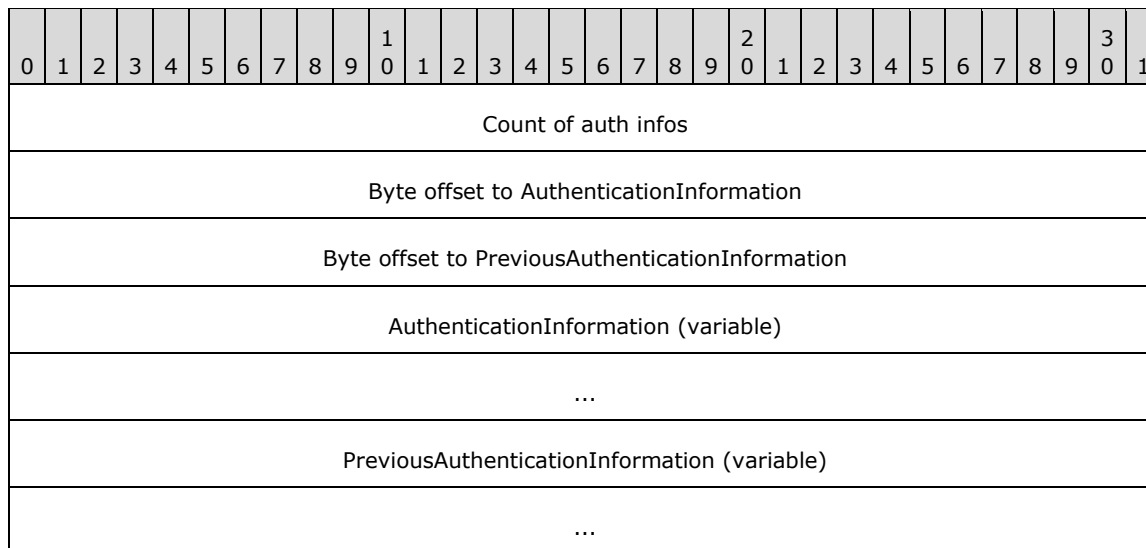 1 2 3
0 1 2 3 4 5 6 7 8 9 0 1 2 3 4 5 6 7 8 9 0 1 2 3 4 5 6 7 8 9 0 1
Count of auth infos
Byte offset to AuthenticationInformation
Byte offset to PreviousAuthenticationInformation
AuthenticationInformation (variable)
...
PreviousAuthenticationInformation (variable)
...